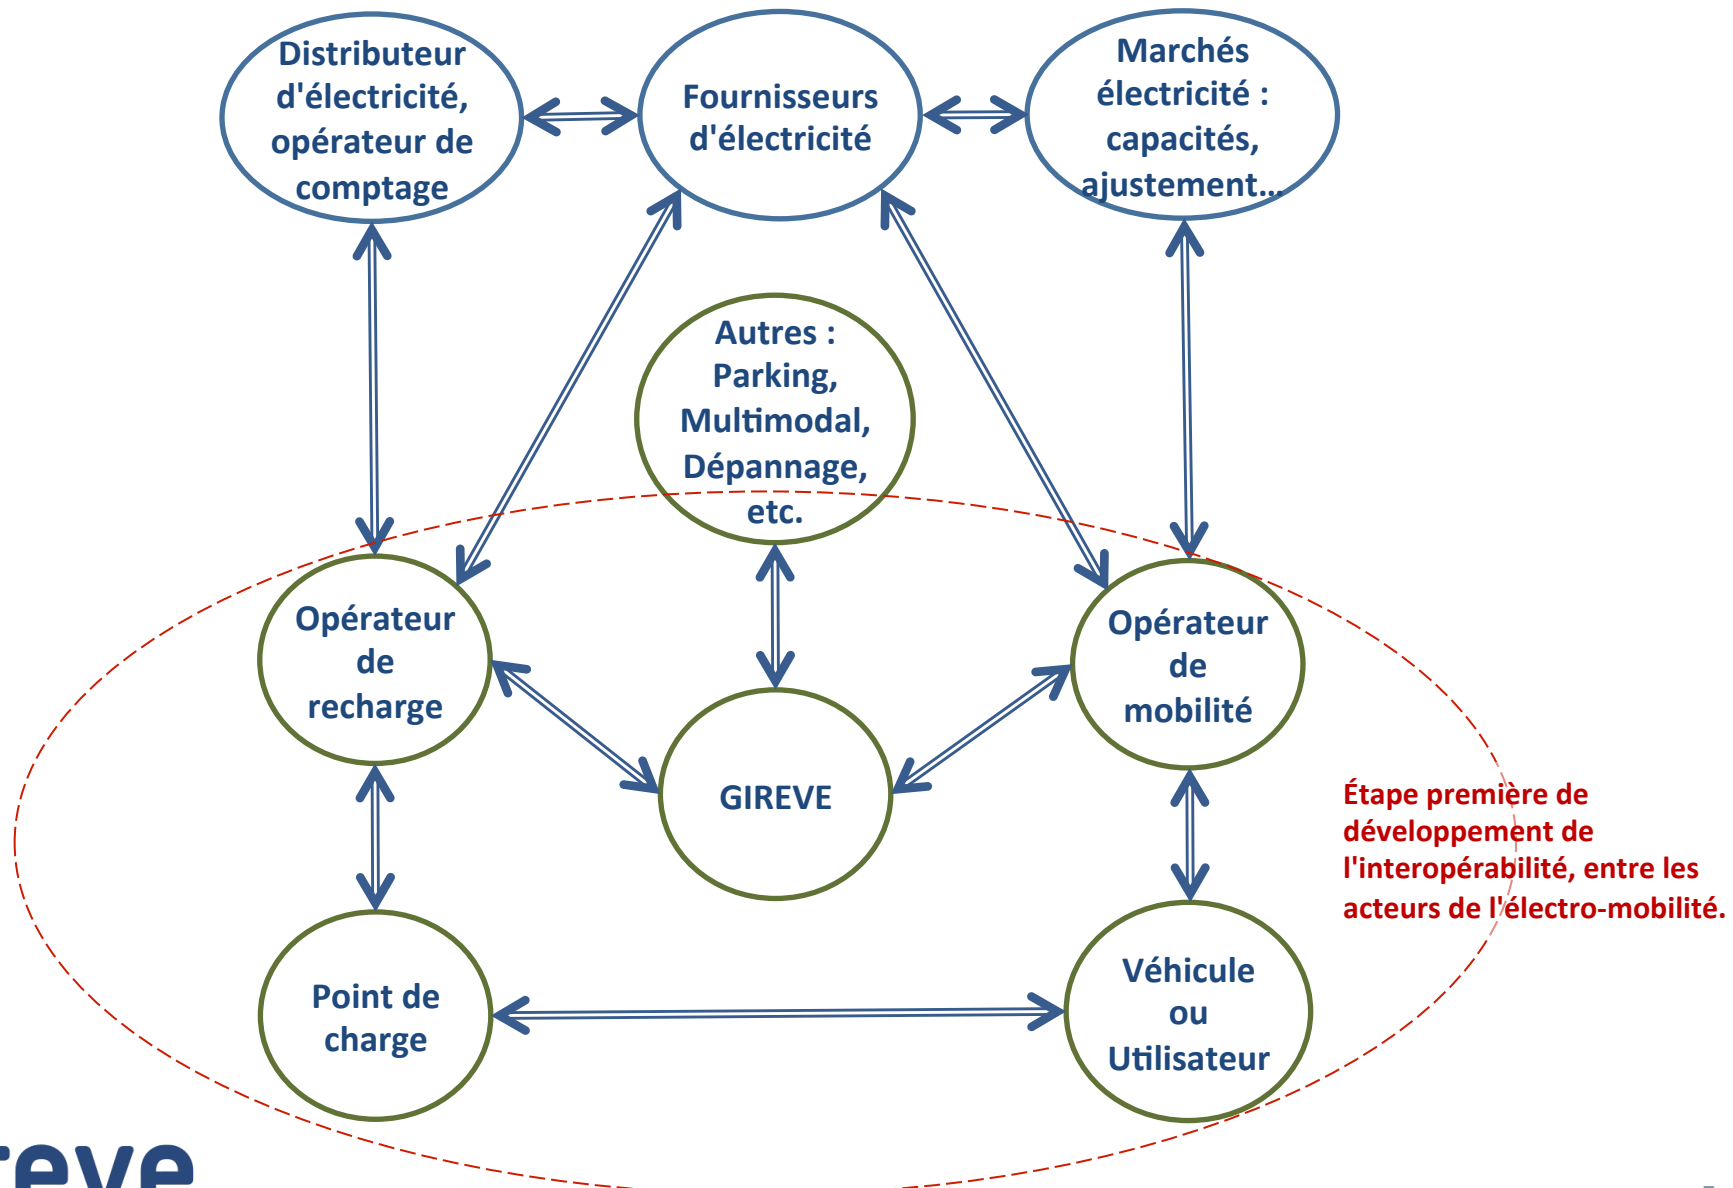 Distributeur
d'électricité,
opérateur de
comptage
Fournisseurs
d'électricité
Marchés
électricité :
capacités,
ajustement...
Autres :
Parking,
Multimodal,
Dépannage,
etc.
Opérateur
de
recharge
Opérateur
de
mobilité
GIREVE
Étape première de
développement de
l'interopérabilité, entre les
acteurs de l'électro-mobilité.
Point de
charge
Véhicule
ou
Utilisateur